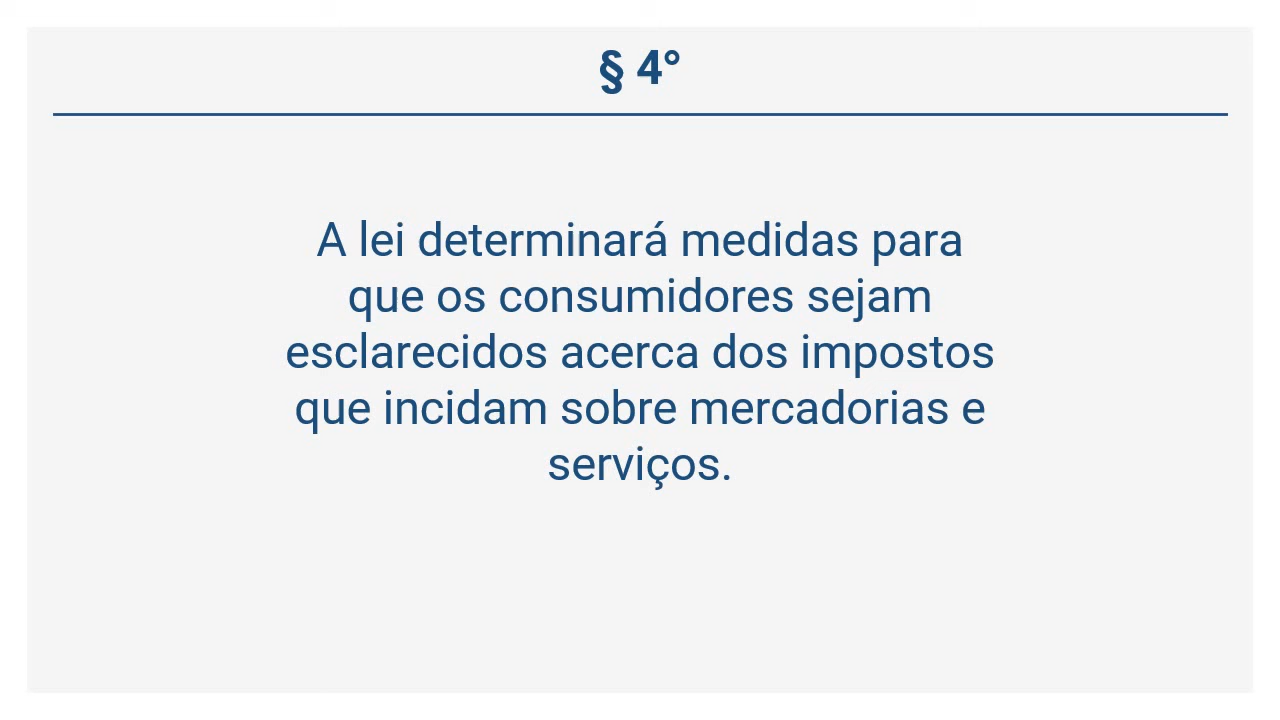 § 4°
A lei determinará medidas para
que os consumidores sejam
esclarecidos acerca dos impostos
que incidam sobre mercadorias e
serviços.